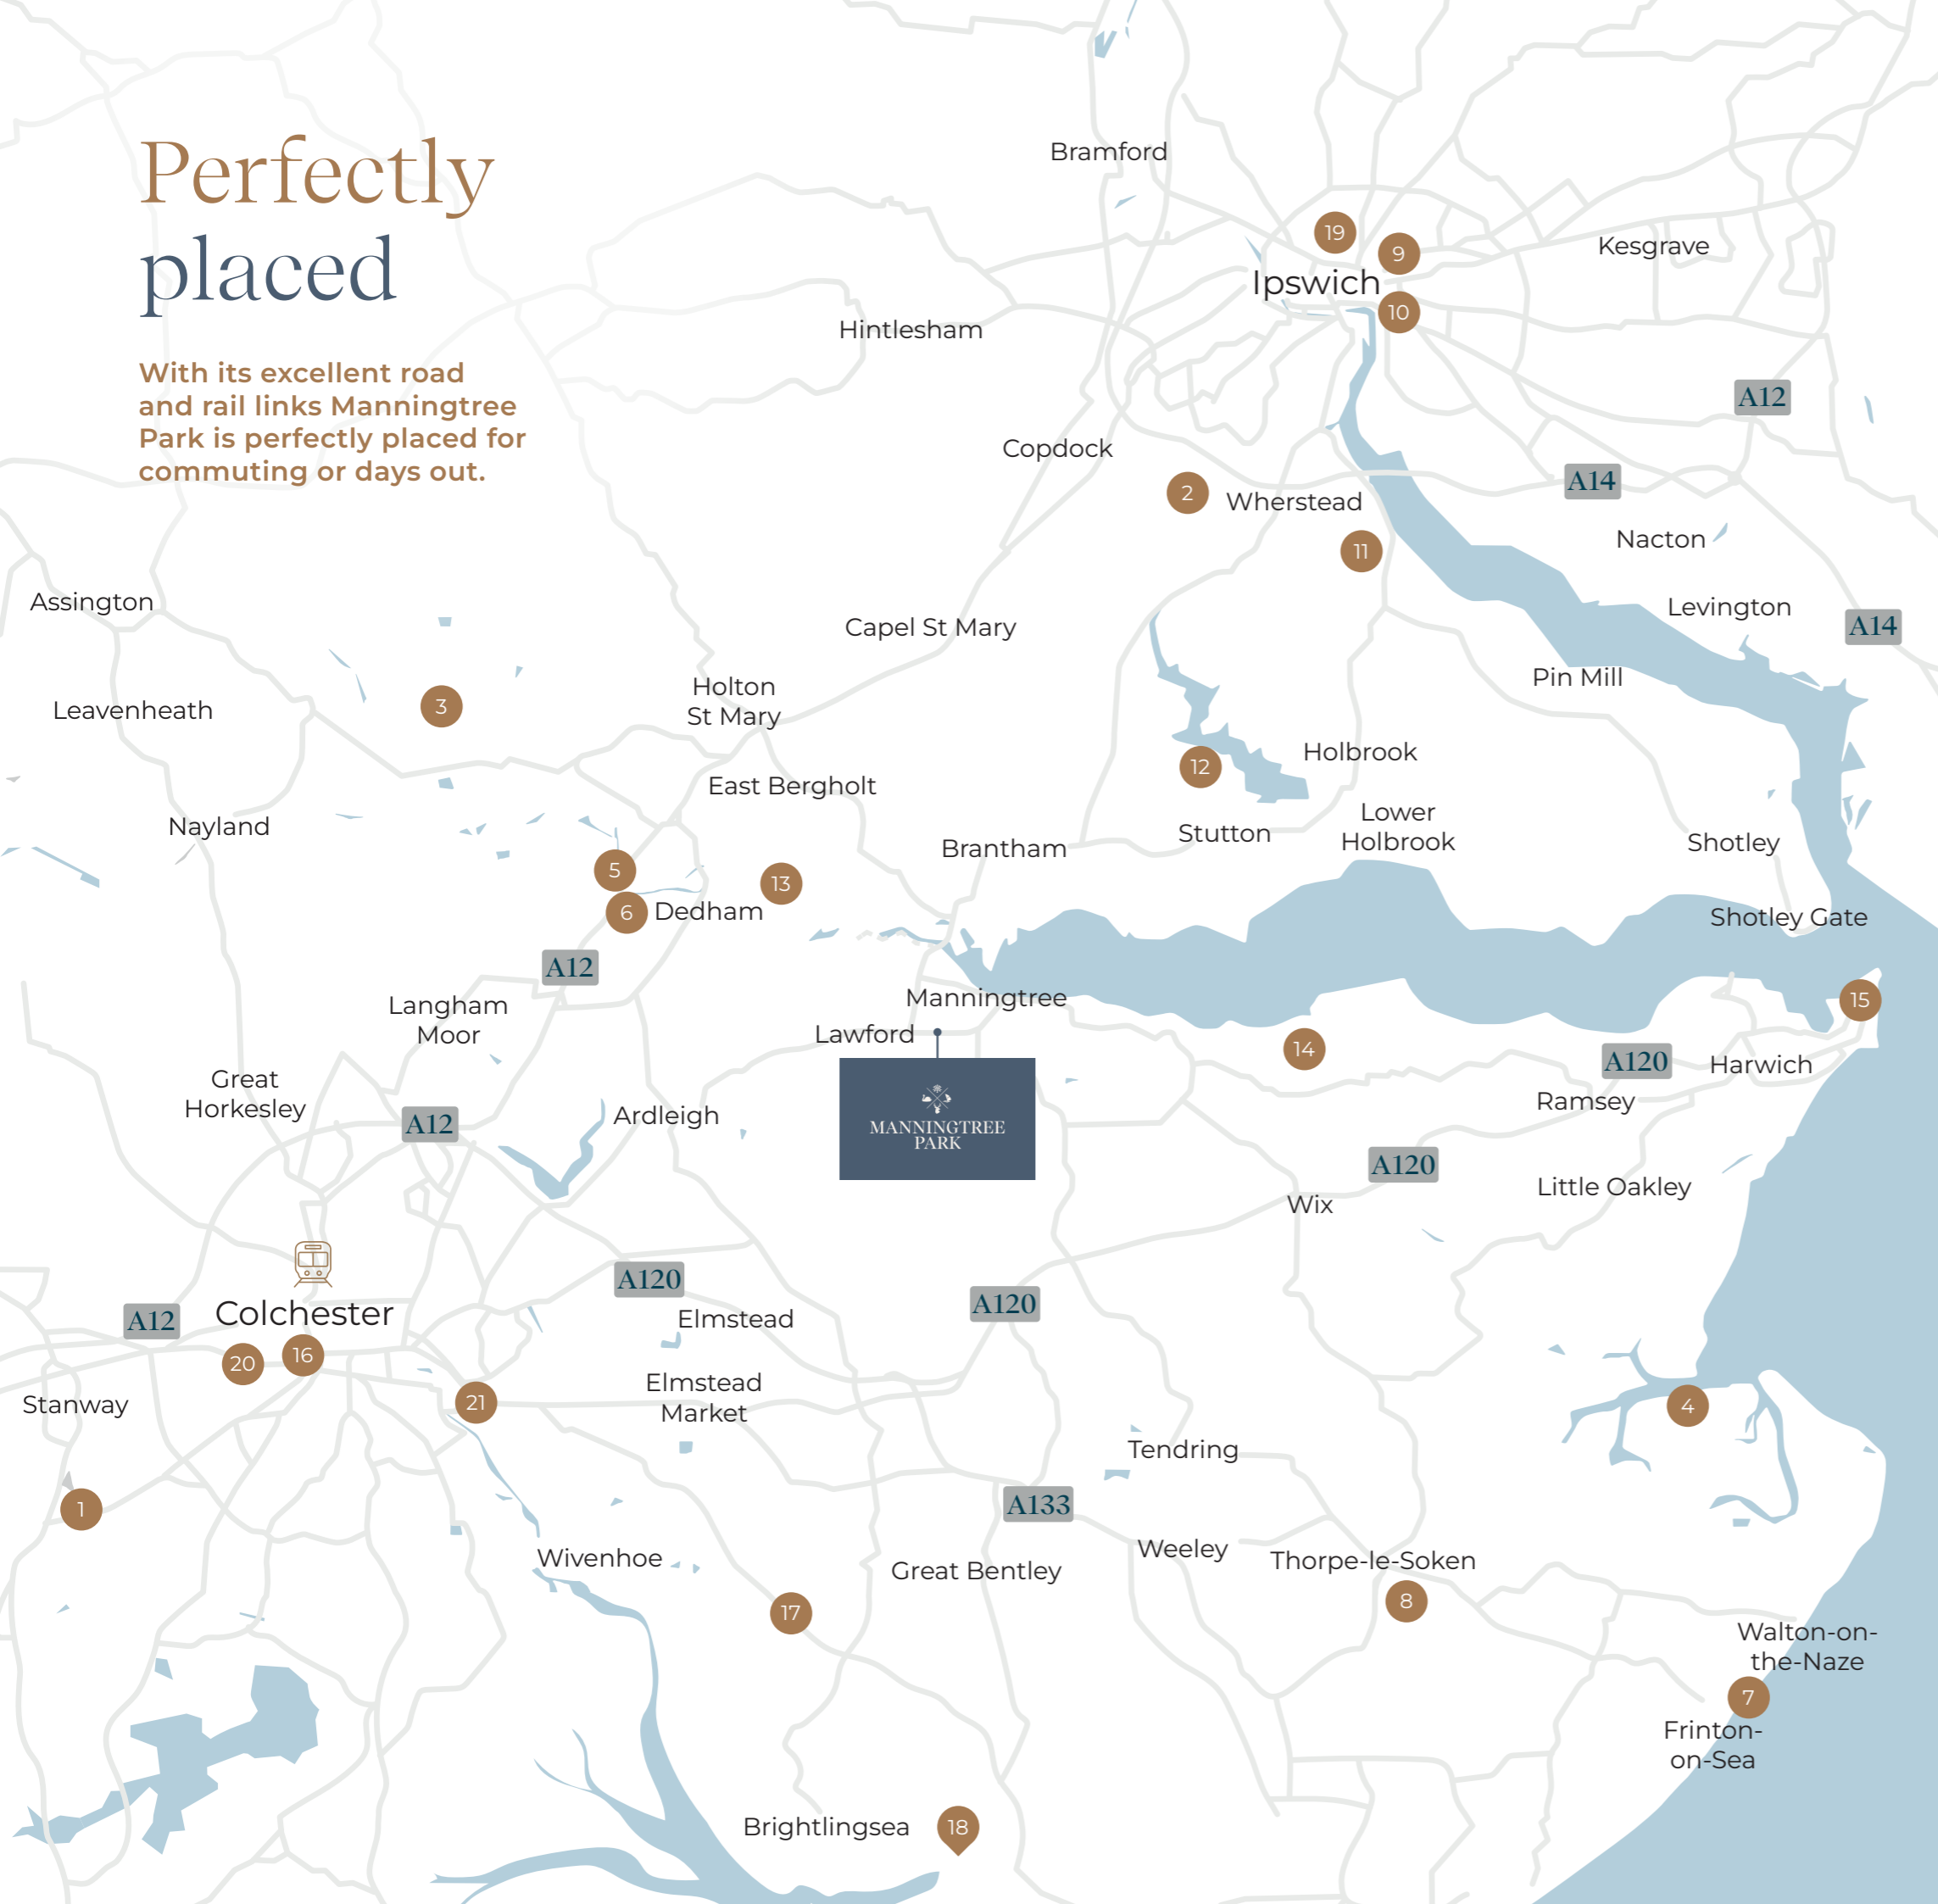 Perfectly
placed
With its excellent road
and rail links Manningtree
Park is perfectly placed for
commuting or days out.
Bramford
19
9
Kesgrave
Ipswich
10
Hintlesham
A12
Copdock
A14
2
Wherstead
Nacton
11
Assington
Levington
Capel St Mary
A14
Pin Mill
Holton
St Mary
3
Leavenheath
Holbrook
12
East Bergholt
Lower
Holbrook
Nayland
Stutton
Brantham
Shotley
5
13
6
Dedham
Shotley Gate
A12
Manningtree
15
Langham
Moor
Lawford
14
A120
Harwich
Great
Horkesley
Ramsey
A12
Ardleigh
MANNINGTREE
PARK
A120
Little Oakley
Wix
A120
A120
Colchester
A12
Elmstead
20
16
Elmstead
Market
Stanway
21
4
Tendring
1
A133
Weeley
Wivenhoe
Great Bentley
Thorpe-le-Soken
8
17
Walton-on-
the-Naze
7
Frinton-
on-Sea
Brightlingsea
18